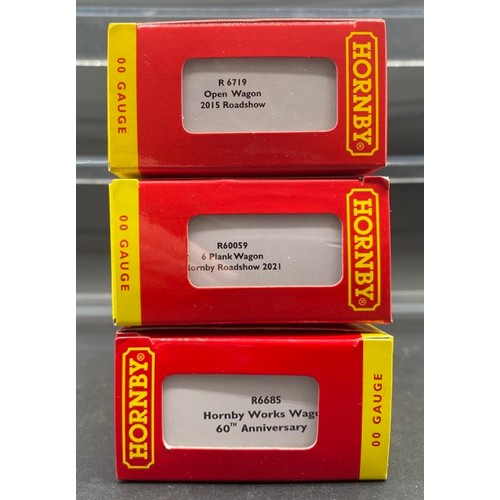 00 GAUGE
R 6719
Open Wagon
2015 Roadshow
HORNBY®
00 GAUGE
R60059
6 Plank Wagon
ornby Roadshow 2021
HORNBY®
HORNBY®
R6685
Hornby Works Wago
60TH Anniversary
00 GAUGE